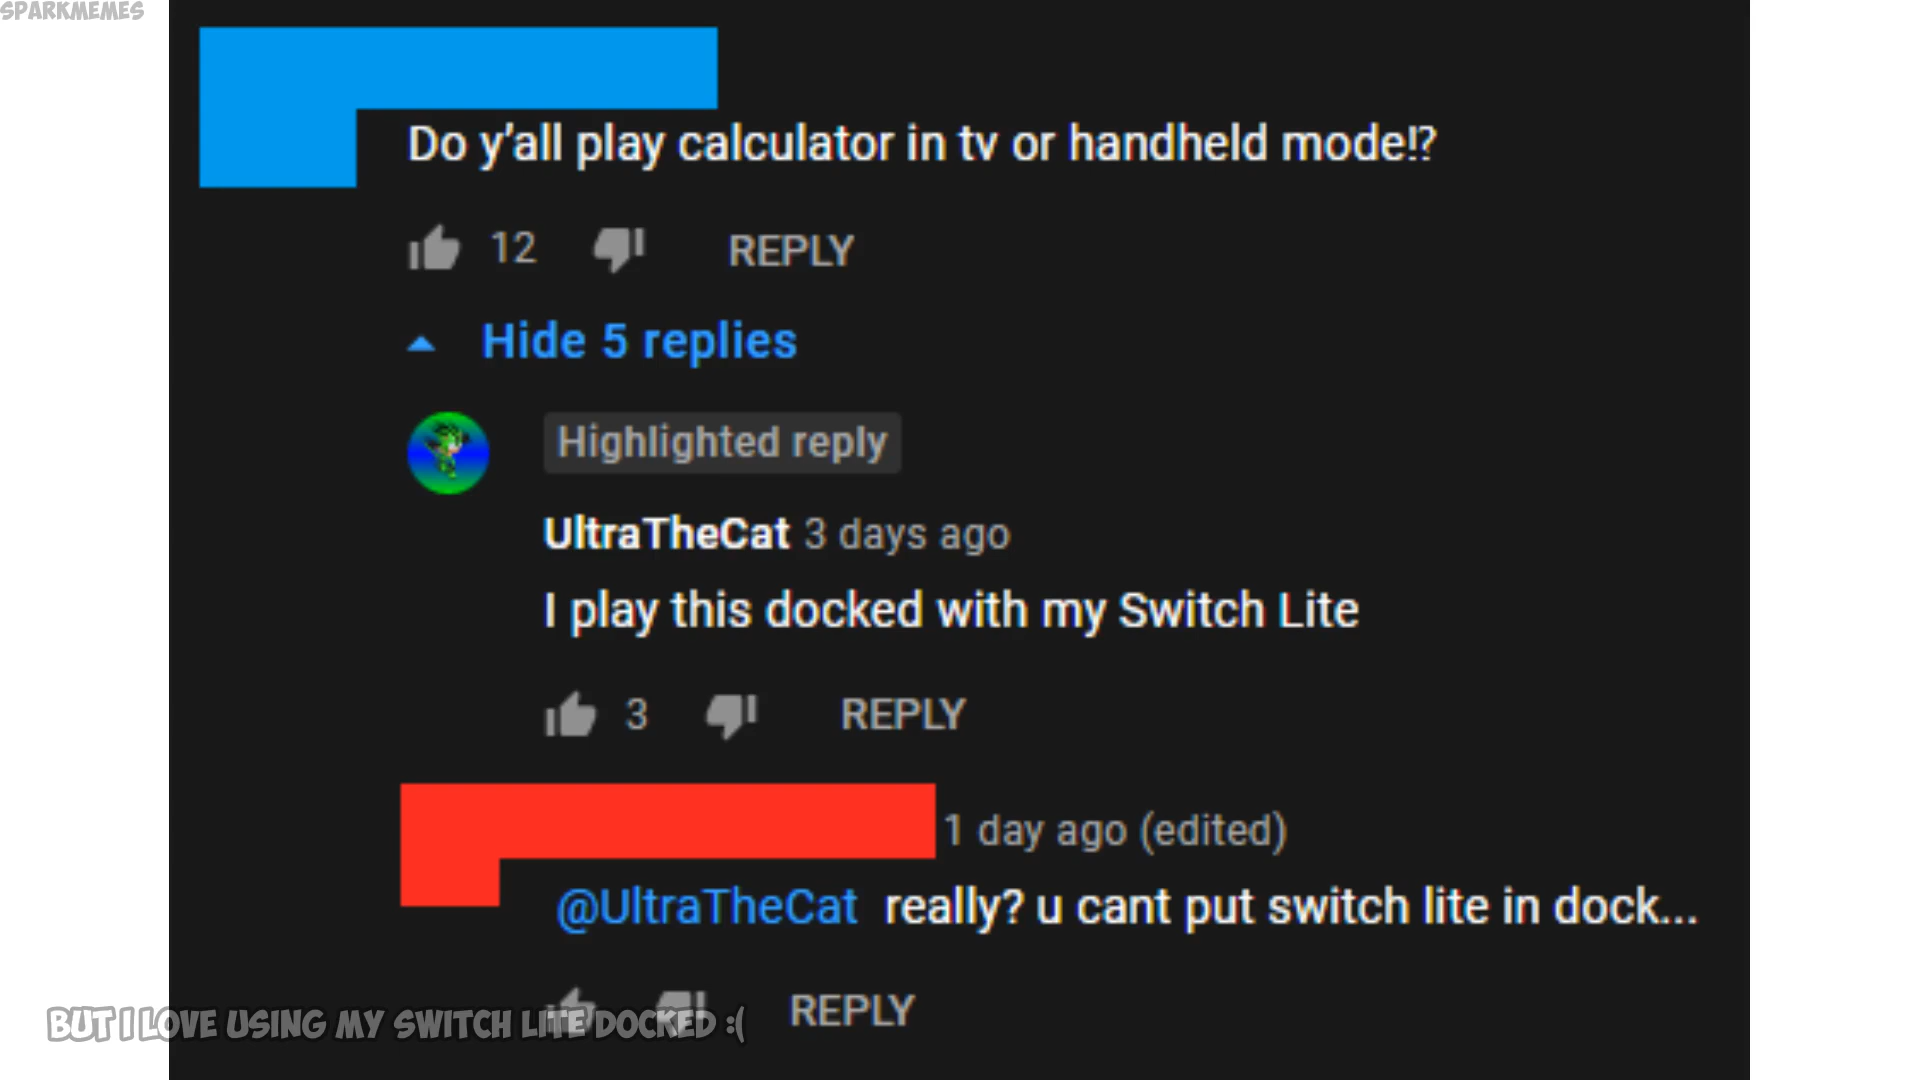 SPARKMEMES
Do y'all play calculator in tv or handheld mode!?
12 REPLY
Hide 5 replies
Highlighted reply
UltraTheCat 3 days ago
I play this docked with my Switch Lite
3 REPLY
1 day ago (edited)
@UltraTheCat really? u cant put switch lite in dock...
REPLY
BUT I LOVE USING MY SWITCH LITE DOCKED :(